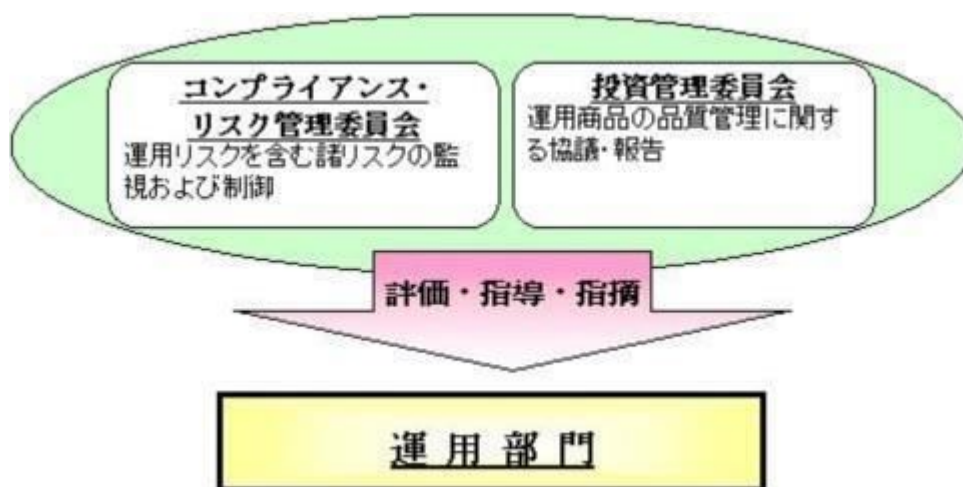 コンプライアンス・
リスク管理委員会
運用リスクを含む諸リスクの監
視および制御
投資管理委員会
運用商品の品質管理に関す
る協議・報告
評価・指導・指摘
運用部門